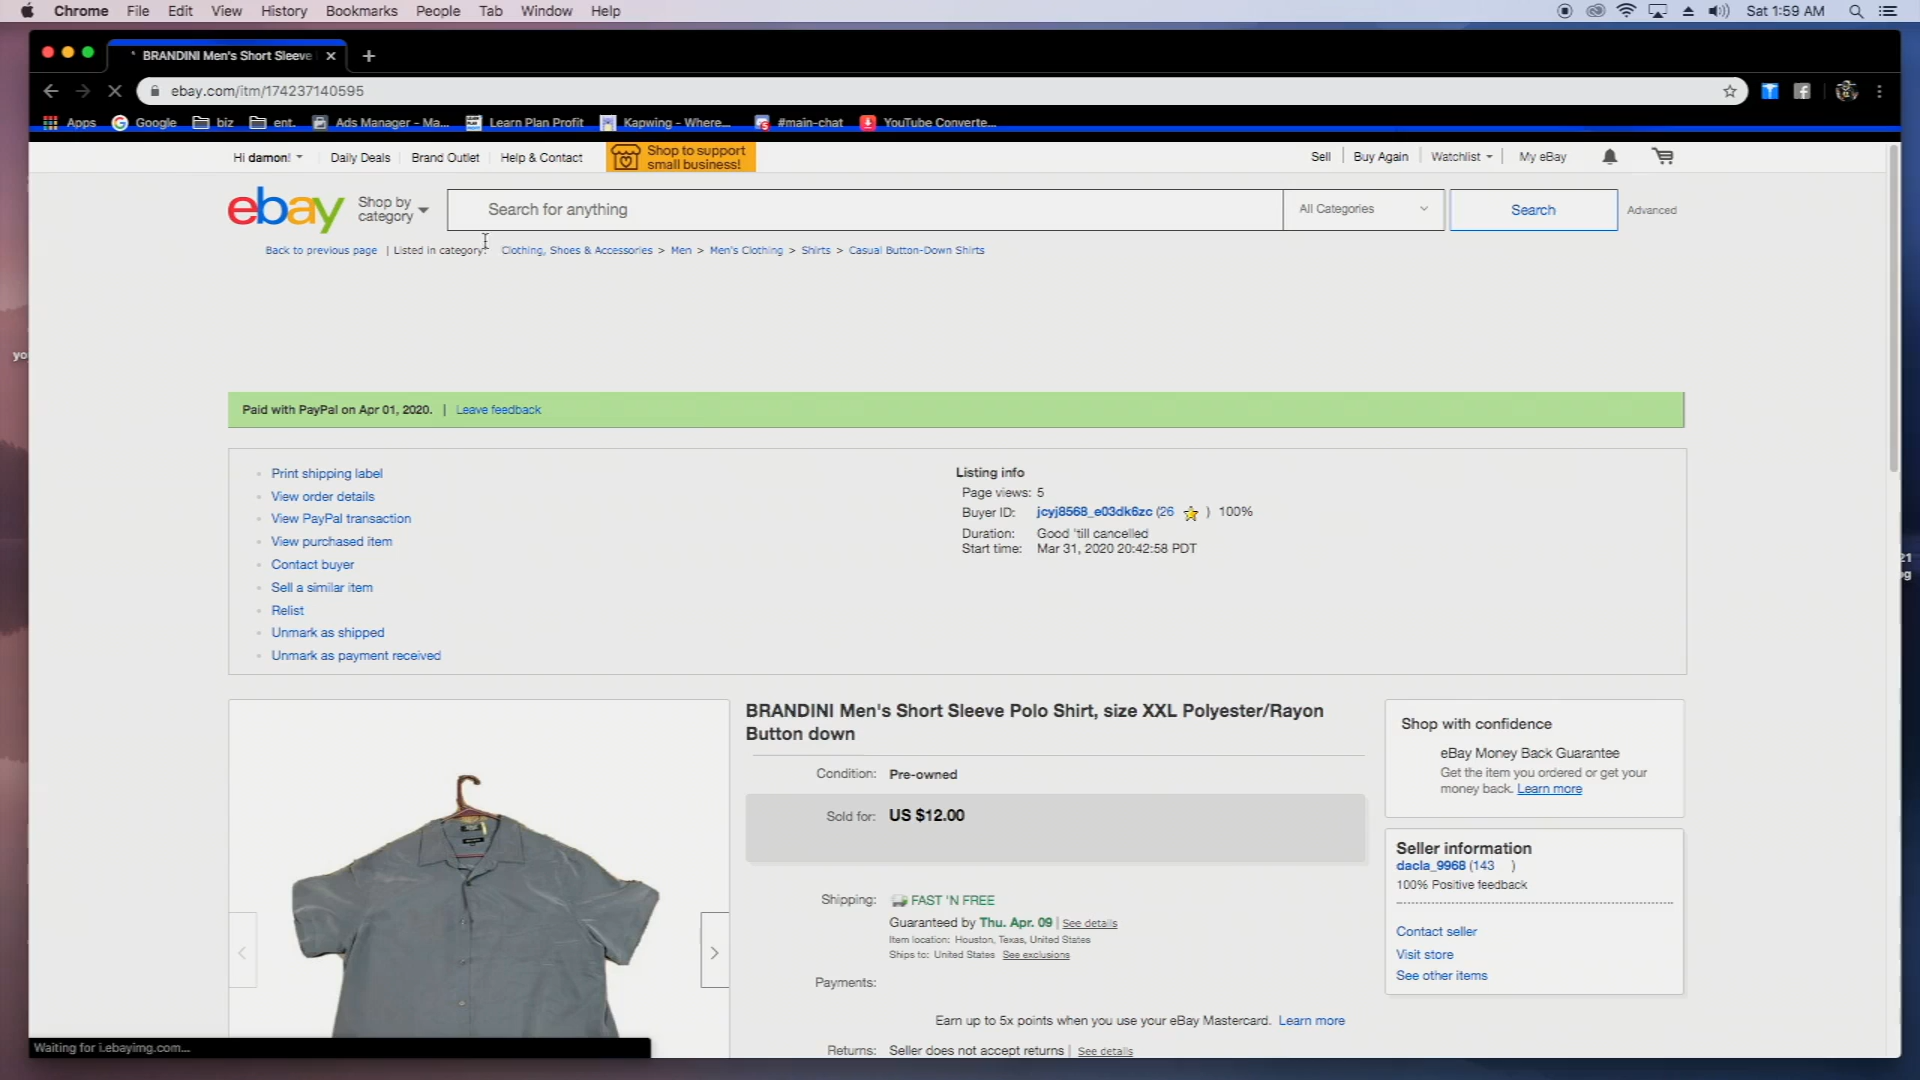 Chrome File Edit View History Bookmarks People Tab Window Help Sat 1:59 AM
BRANDINI Men's Short Sleeve
ebay.com/itm/174237140595
Apps Google biz ent. Ads Manager - Ma... Learn Plan Profit Kapwing - Where... #main-chat YouTube Converte...
Hi damon! Daily Deals Brand Outlet Help & Contact Shop to support
small business! Sell Buy Again Watchlist My eBay
ebay Shop by
category Search for anything All Categories Search Advanced
Back to previous page | Listed in category: Clothing, Shoes & Accessories > Men > Men's Clothing > Shirts > Casual Button-Down Shirts
Paid with PayPal on Apr 01, 2020. | Leave feedback
Print shipping label
View order details
View PayPal transaction
View purchased item
Contact buyer
Sell a similar item
Relist
Unmark as shipped
Unmark as payment received
Listing info
Page views: 5
Buyer ID: jcyj8568_e03dk6zc (26 ) 100%
Duration: Good 'till cancelled
Start time: Mar 31, 2020 20:42:58 PDT
BRANDINI Men's Short Sleeve Polo Shirt, size XXL Polyester/Rayon
Button down
Condition: Pre-owned
Sold for: US $12.00
Shipping: FAST 'N FREE
Guaranteed by Thu. Apr. 09 | See details
Item location: Houston, Texas, United States
Ships to: United States See exclusions
Payments:
Earn up to 5x points when you use your eBay Mastercard. Learn more
Returns: Seller does not accept returns | See details
Shop with confidence
eBay Money Back Guarantee
Get the item you ordered or get your
money back. Learn more
Seller information
dacla_9968 (143 )
100% Positive feedback
Contact seller
Visit store
See other items
Waiting for i.ebayimg.com...